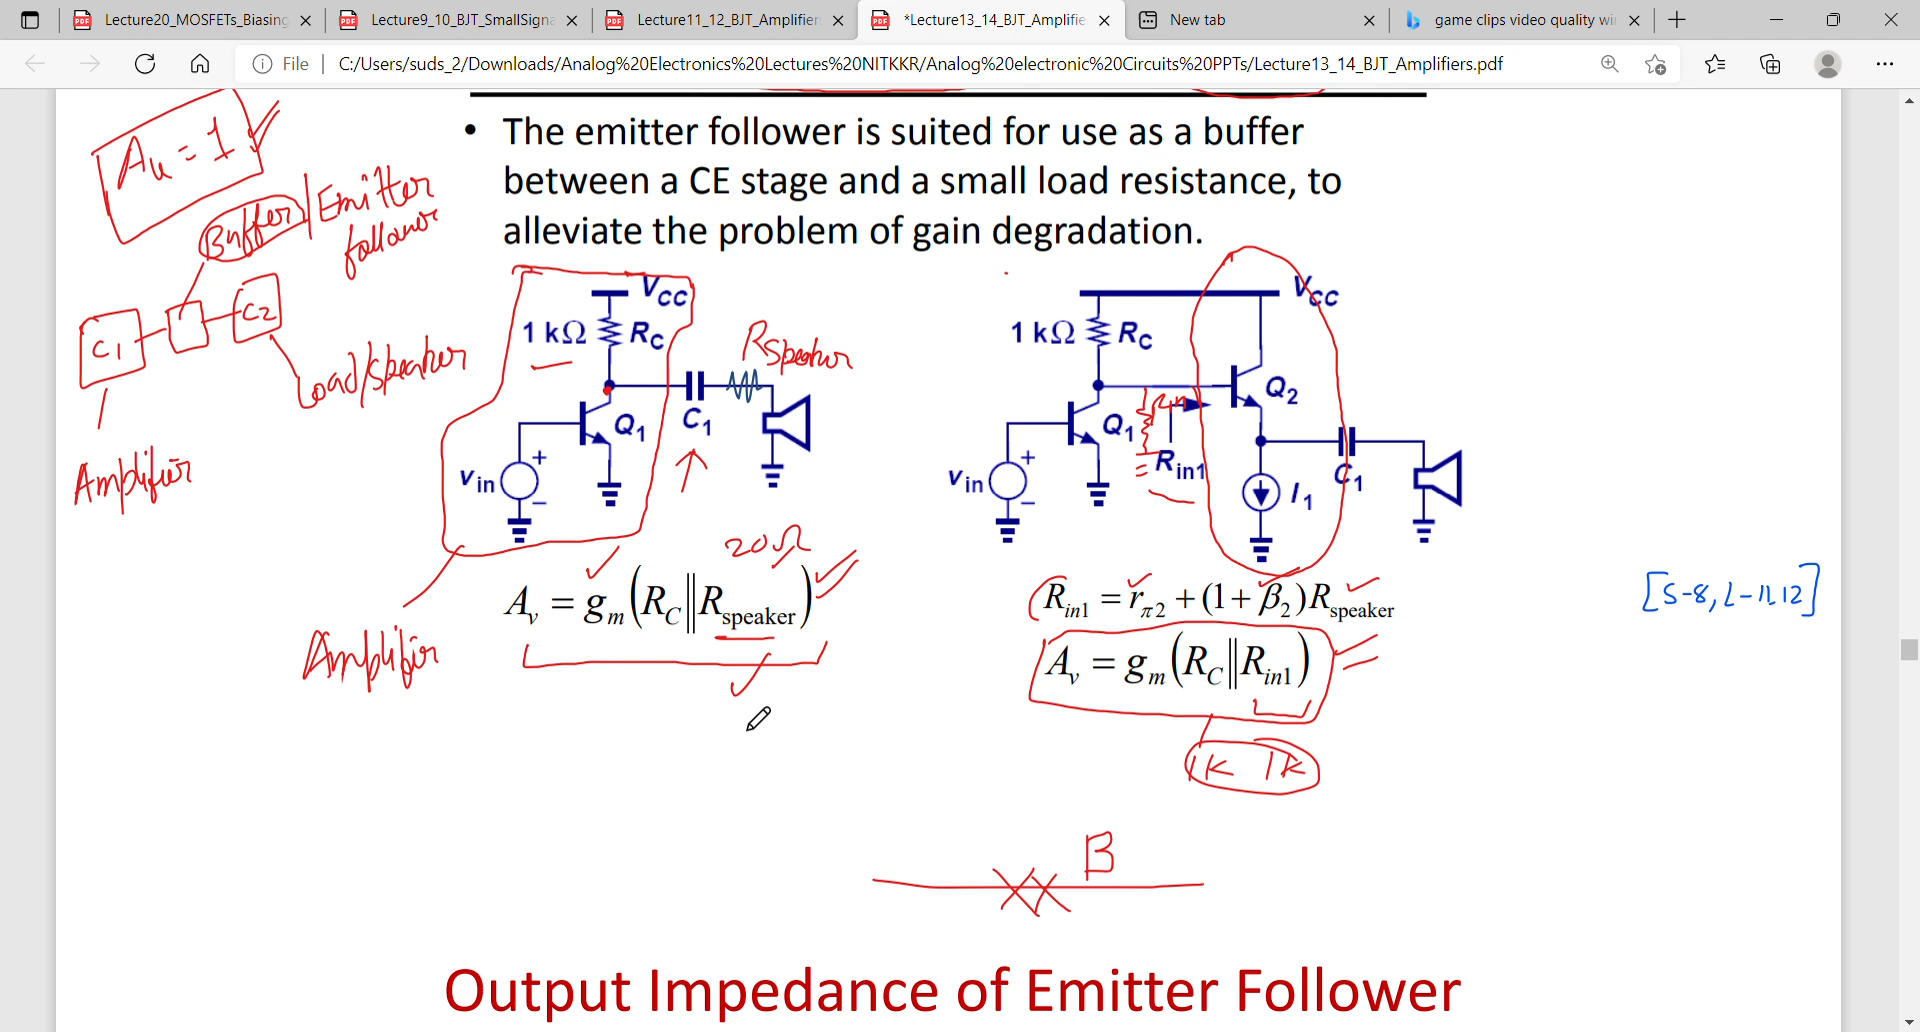 Lecture20_MOSFETs_Biasing
Lecture9_10_BJT_SmallSigna
Lecture11_12_BJT_Amplifier
*Lecture13_14_BJT_Amplifie
New tab
game clips video quality wi
File
C:/Users/suds_2/Downloads/Analog%20Electronics%20Lectures%20NITKKR/Analog%20electronic%20Circuits%20PPTs/Lecture13_14_BJT_Amplifiers.pdf
• The emitter follower is suited for use as a buffer
between a CE stage and a small load resistance, to
alleviate the problem of gain degradation.
Au = 1
Buffer/Emitter
C1
C2
Load/speaker
Amplifier
VCC
1 kΩ RC
Rspeaker
Q1
C1
vin
+
−
20Ω
Av = gm(RC||Rspeaker)
Amplifier
VCC
1 kΩ RC
Q2
Q1
Rin
Rin1
C1
vin
+
−
I1
Rin1 = rπ2 + (1+β2)Rspeaker
Av = gm(RC||Rin1)
1K 1K
[S-8, L-11,12]
B
Output Impedance of Emitter Follower